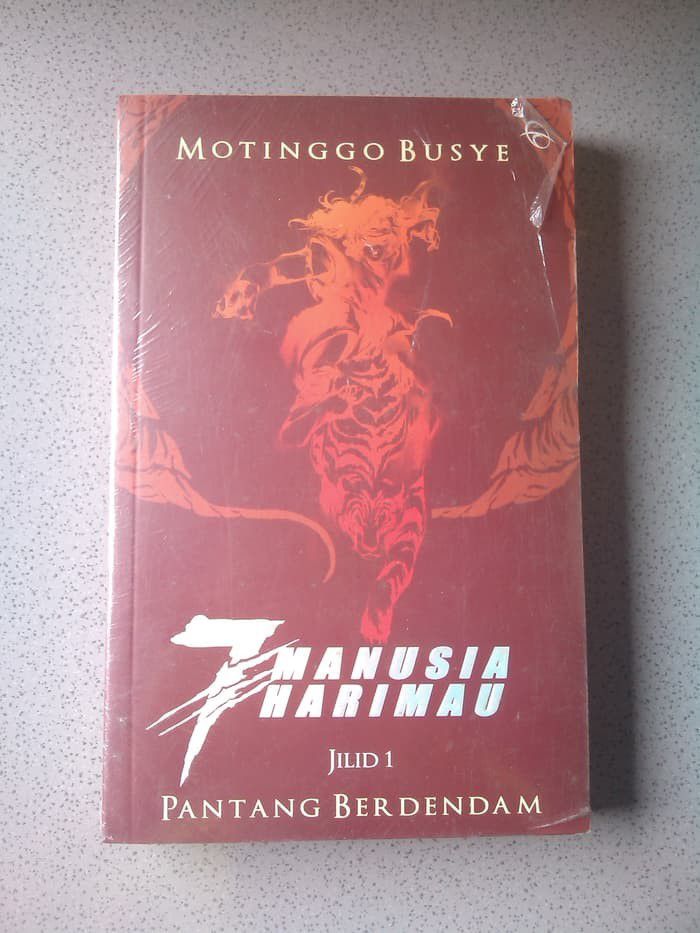 MOTINGGO BUSYE
7 MANUSIA
HARIMAU
JILID 1
PANTANG BERDENDAM